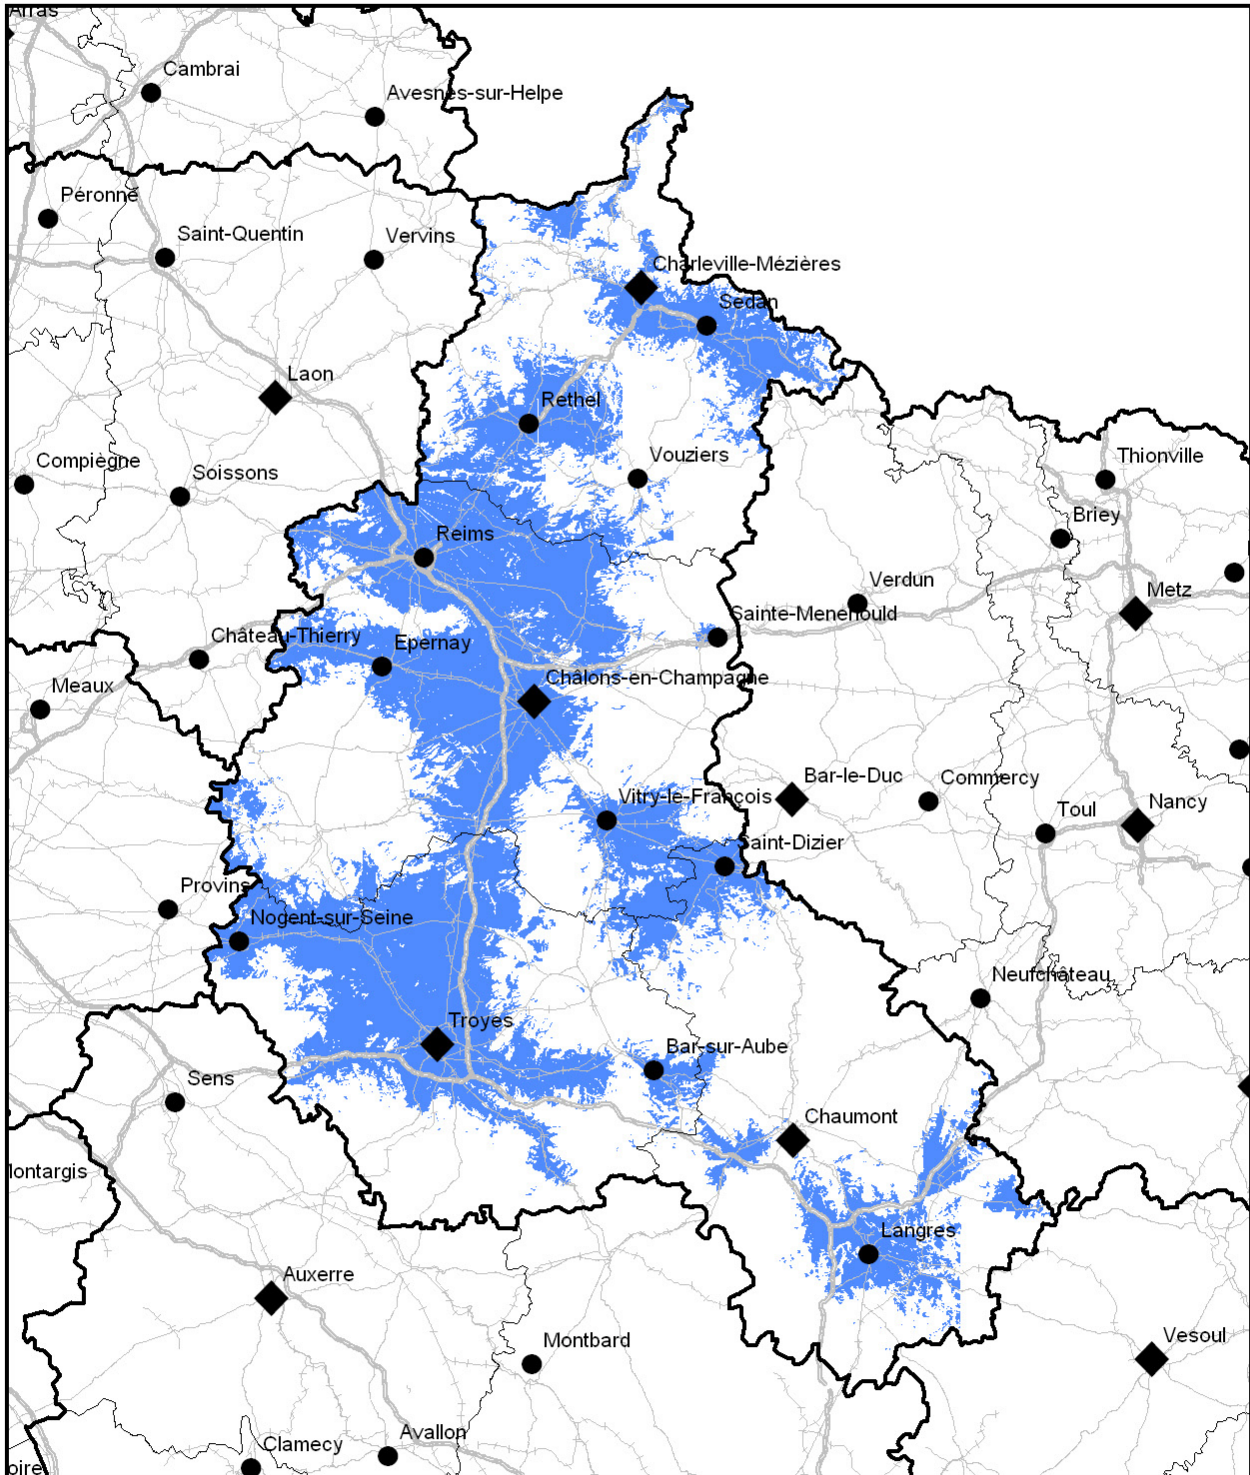 Arras
Cambrai
Avesnes-sur-Helpe
Péronne
Saint-Quentin
Vervins
Charleville-Mézières
Sedan
Laon
Rethel
Compiègne
Soissons
Vouziers
Thionville
Briey
Reims
Verdun
Metz
Sainte-Menehould
Château-Thierry
Epernay
Châlons-en-Champagne
Meaux
Bar-le-Duc
Commercy
Vitry-le-François
Toul
Nancy
Saint-Dizier
Provins
Nogent-sur-Seine
Neufchâteau
Troyes
Bar-sur-Aube
Sens
Chaumont
Montargis
Langres
Auxerre
Montbard
Vesoul
Avallon
Clamecy
oire